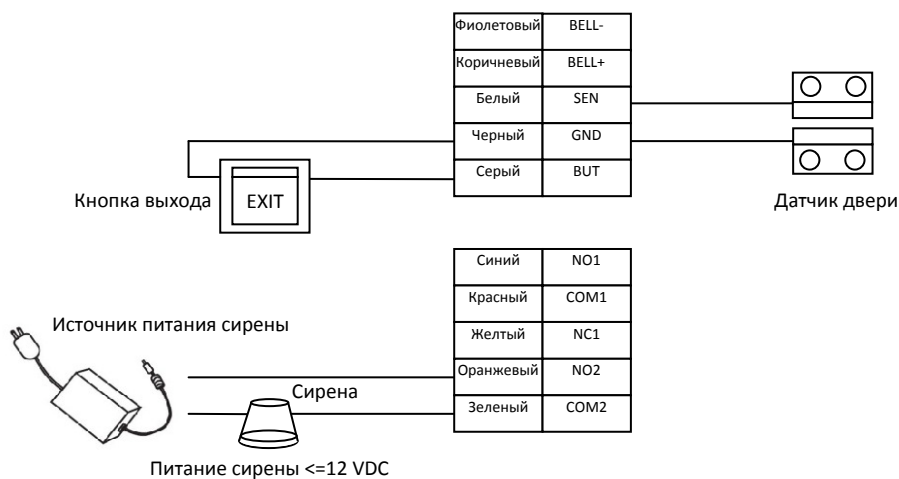 Фиолетовый BELL-
Коричневый BELL+
Белый SEN
Черный GND
Серый BUT
Кнопка выхода
EXIT
Датчик двери
Синий NO1
Красный COM1
Желтый NC1
Оранжевый NO2
Зеленый COM2
Источник питания сирены
Сирена
Питание сирены <=12 VDC